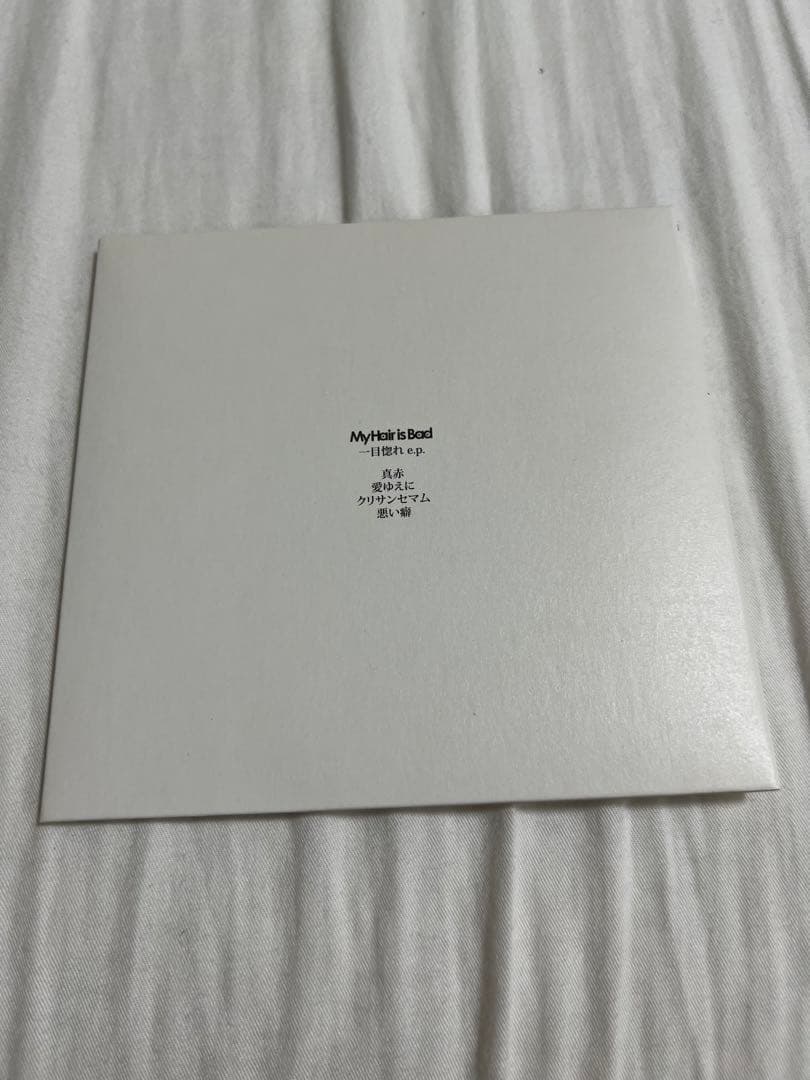 My Hair is Bad
一目惚れ e.p.
真赤
愛ゆえに
クリサンセマム
悪い癖